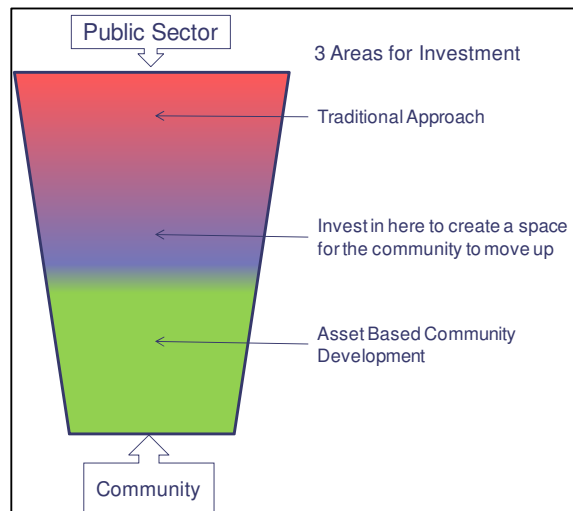 Public Sector
3 Areas for Investment
Traditional Approach
Invest in here to create a space
for the community to move up
Asset Based Community
Development
Community